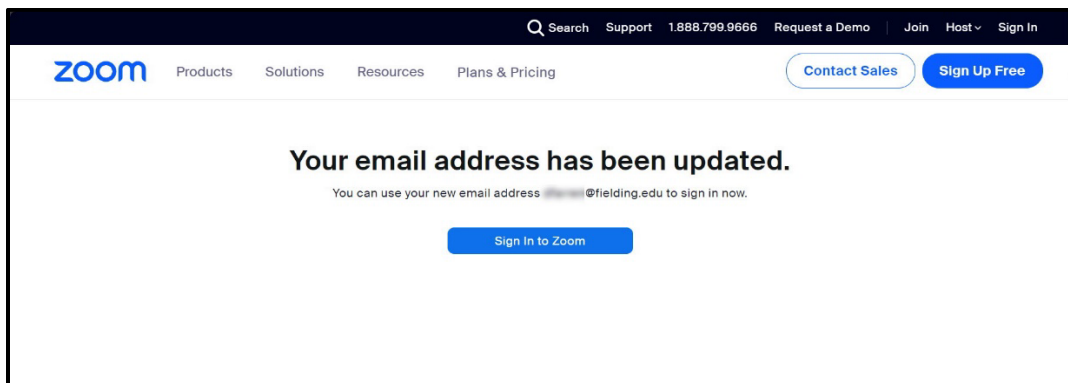 Search Support 1.888.799.9666 Request a Demo Join Host Sign In
zoom Products Solutions Resources Plans & Pricing Contact Sales Sign Up Free
Your email address has been updated.
You can use your new email address @fielding.edu to sign in now.
Sign In to Zoom